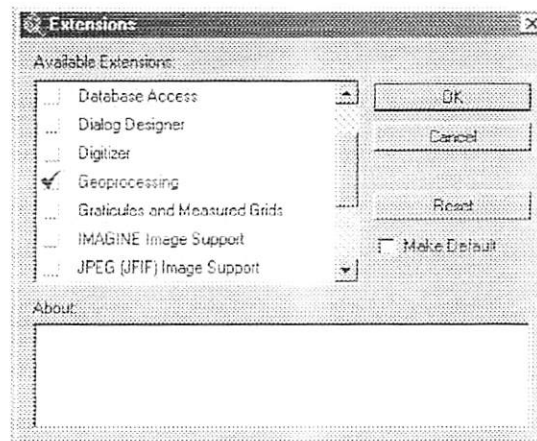 Extensions
Available Extensions:
Database Access
Dialog Designer
Digitizer
Geoprocessing
Graticules and Measured Grids
IMAGINE Image Support
JPEG (JFIF) Image Support
OK
Cancel
Reset
Make Default
About: